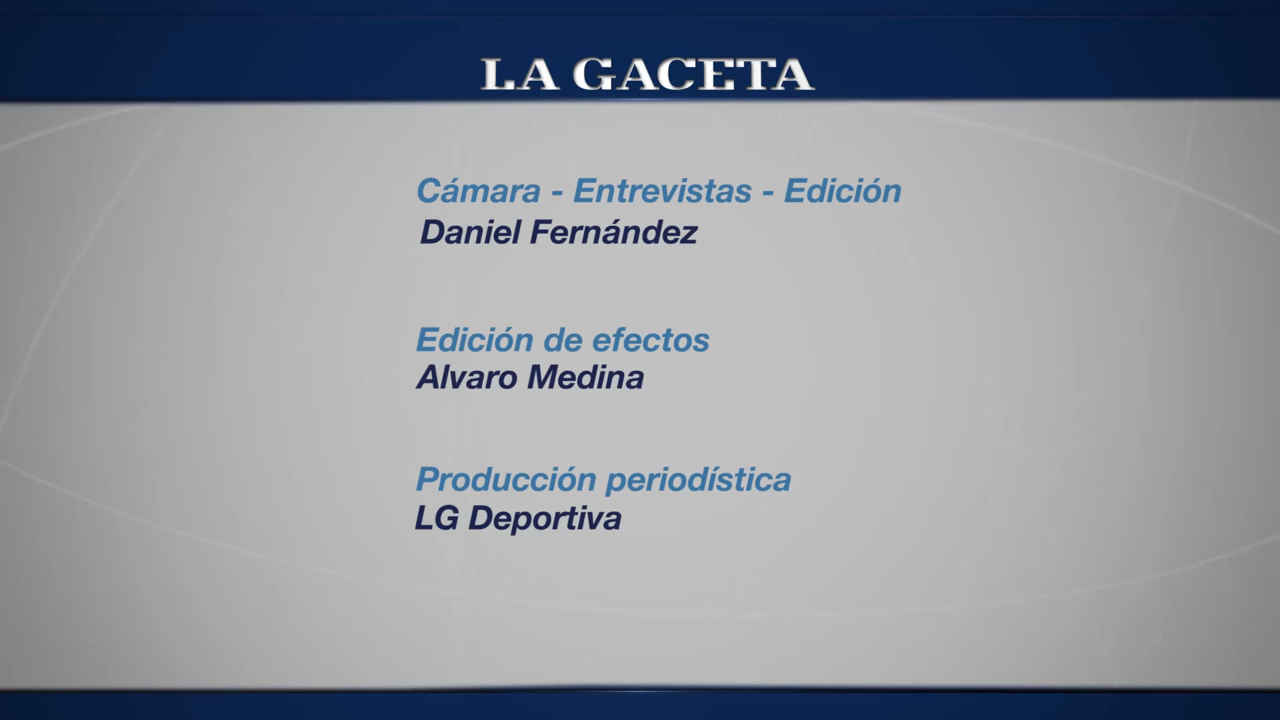 LA GACETA
Cámara - Entrevistas - Edición
Daniel Fernández
Edición de efectos
Alvaro Medina
Producción periodística
LG Deportiva